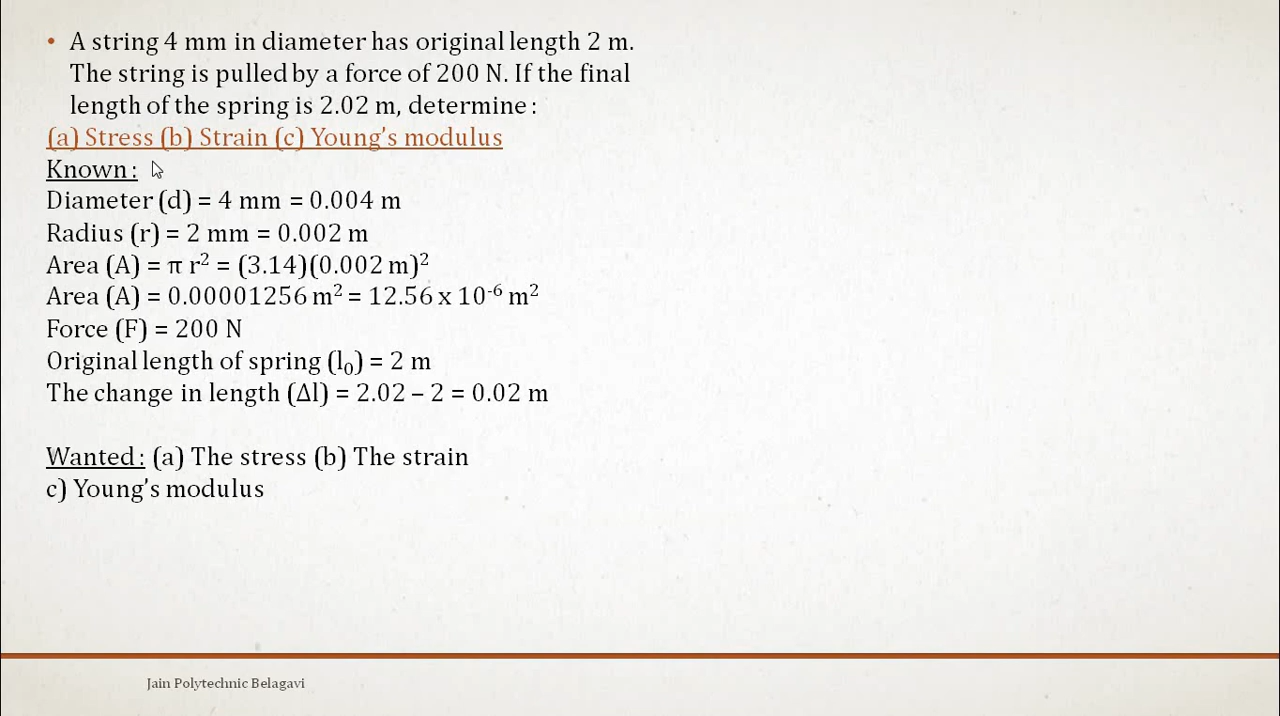 • A string 4 mm in diameter has original length 2 m.
The string is pulled by a force of 200 N. If the final
length of the spring is 2.02 m, determine :
(a) Stress (b) Strain (c) Young’s modulus
Known :
Diameter (d) = 4 mm = 0.004 m
Radius (r) = 2 mm = 0.002 m
Area (A) = π r² = (3.14)(0.002 m)²
Area (A) = 0.00001256 m² = 12.56 x 10⁻⁶ m²
Force (F) = 200 N
Original length of spring (l₀) = 2 m
The change in length (Δl) = 2.02 – 2 = 0.02 m
Wanted : (a) The stress (b) The strain
c) Young’s modulus
Jain Polytechnic Belagavi